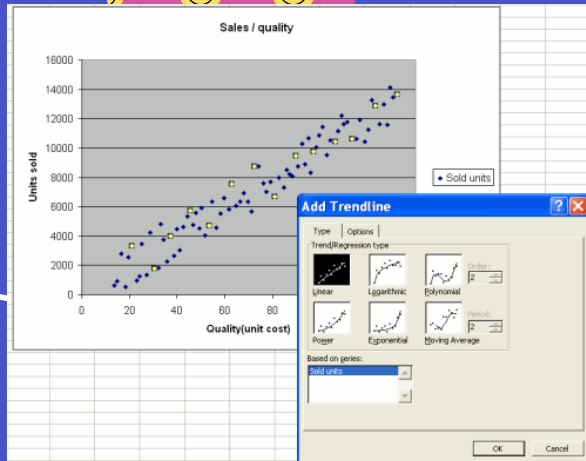 Sales / quality
16000
14000
12000
10000
8000
6000
4000
2000
0
Units sold
0 20 40 60 80
Quality(unit cost)
Sold units
Add Trendline
Type Options
Trend/Regression type
Linear Logarithmic Polynomial
Order:
2
Power Exponential Moving Average
Period:
2
Based on series:
Sold units
OK Cancel